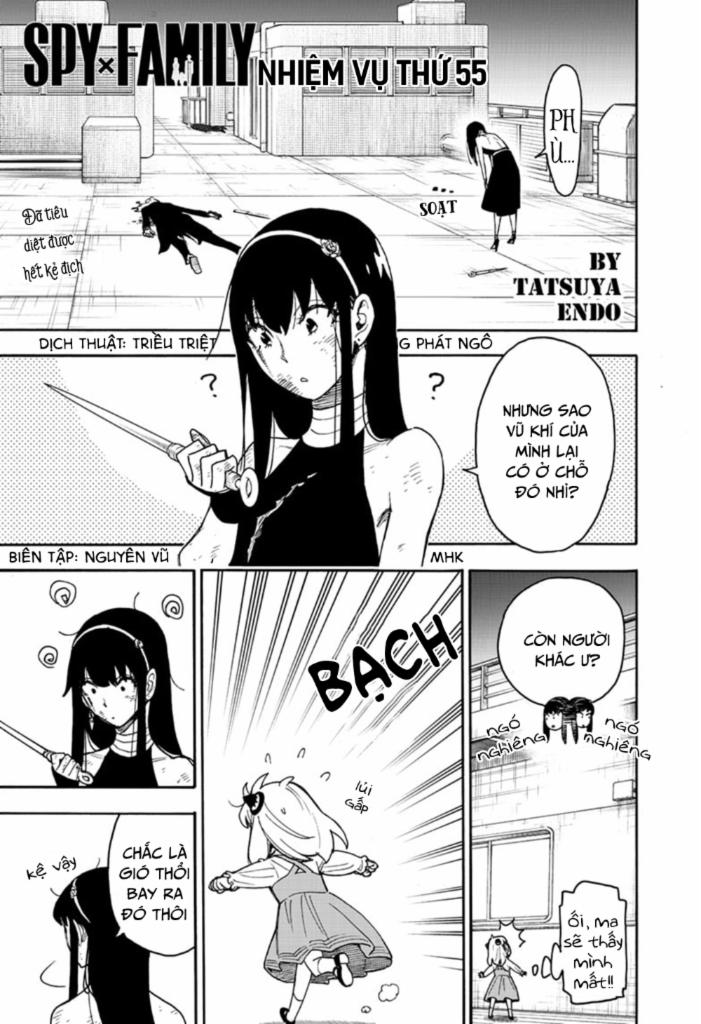 SPY×FAMILY NHIỆM VỤ THỨ 55
PH
Ù...
...
SOẠT
Đã tiêu
diệt được
hết kẻ địch
BY
TATSUYA
ENDO
DỊCH THUẬT: TRIỀU TRIỆT
G PHÁT NGÔ
?
?
NHƯNG SAO
VŨ KHÍ CỦA
MÌNH LẠI
CÓ Ở CHỖ
ĐÓ NHỈ?
BIÊN TẬP: NGUYÊN VŨ
MHK
CÒN NGƯỜI
KHÁC Ư?
ngó
nghiêng
ngó
nghiêng
Ối, ma
sẽ thấy
mình
mất!!
BẠCH
lủi
gấp
CHẮC LÀ
GIÓ THỔI
BAY RA
ĐÓ THÔI
kệ vậy